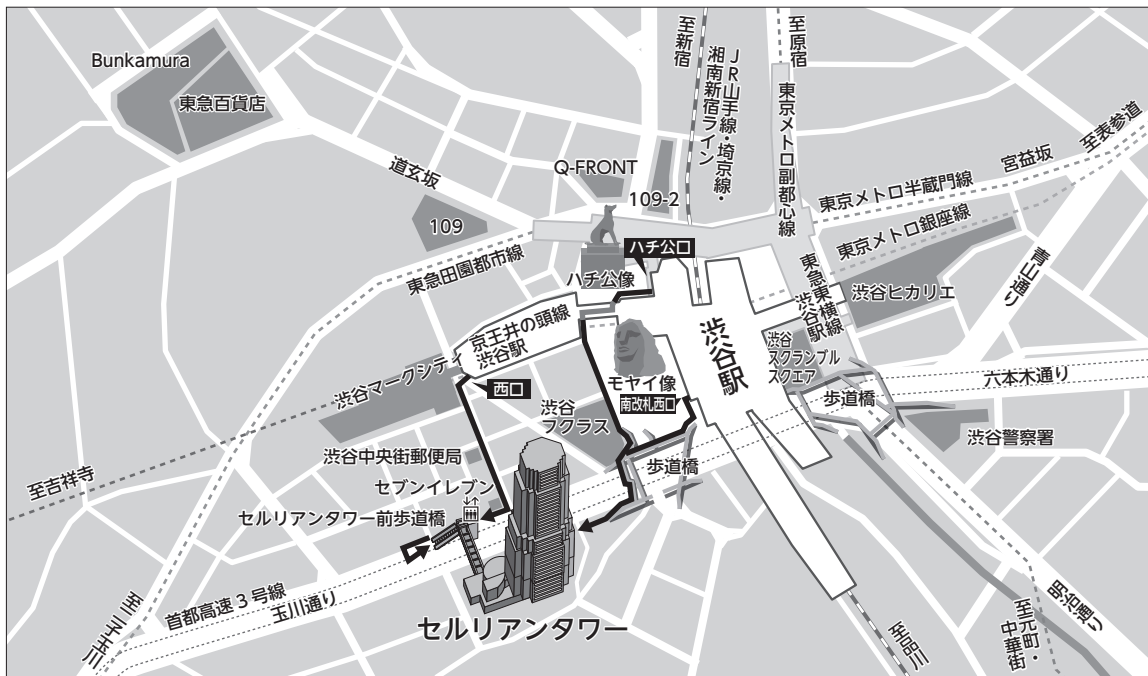 Bunkamura
東急百貨店
至新宿
JR山手線・埼京線・
湘南新宿ライン
至原宿
東京メトロ副都心線
至表参道
宮益坂
東京メトロ半蔵門線
東京メトロ銀座線
青山通り
道玄坂
Q-FRONT
109-2
109
ハチ公口
ハチ公像
東急田園都市線
東急東横線
渋谷駅
渋谷ヒカリエ
京王井の頭線
渋谷駅
渋谷駅
渋谷
スクランブル
スクエア
渋谷マークシティ
西口
モヤイ像
南改札西口
渋谷
フクラス
六本木通り
歩道橋
渋谷警察署
渋谷中央街郵便局
歩道橋
セブンイレブン
セルリアンタワー前歩道橋
至吉祥寺
首都高速3号線
玉川通り
至二子玉川
セルリアンタワー
至品川
至元町・
中華街
明治通り